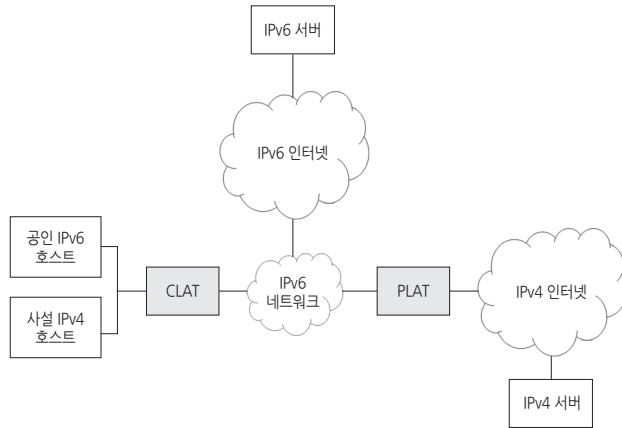 IPv6 서버
IPv6 인터넷
공인 IPv6
호스트
사설 IPv4
호스트
CLAT
IPv6
네트워크
PLAT
IPv4 인터넷
IPv4 서버